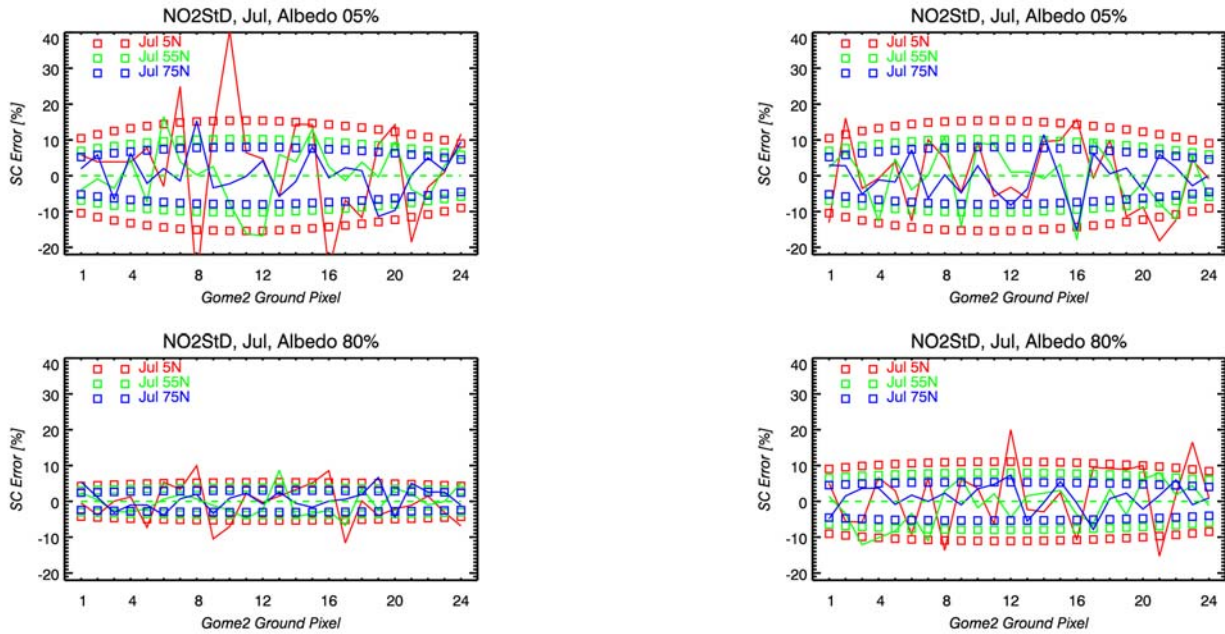 NO2StD, Jul, Albedo 05%
40
30
20
10
0
-10
-20
SC Error [%]
Jul 5N
Jul 55N
Jul 75N
1 4 8 12 16 20 24
Gome2 Ground Pixel
NO2StD, Jul, Albedo 05%
40
30
20
10
0
-10
-20
SC Error [%]
Jul 5N
Jul 55N
Jul 75N
1 4 8 12 16 20 24
Gome2 Ground Pixel
NO2StD, Jul, Albedo 80%
40
30
20
10
0
-10
-20
SC Error [%]
Jul 5N
Jul 55N
Jul 75N
1 4 8 12 16 20 24
Gome2 Ground Pixel
NO2StD, Jul, Albedo 80%
40
30
20
10
0
-10
-20
SC Error [%]
Jul 5N
Jul 55N
Jul 75N
1 4 8 12 16 20 24
Gome2 Ground Pixel